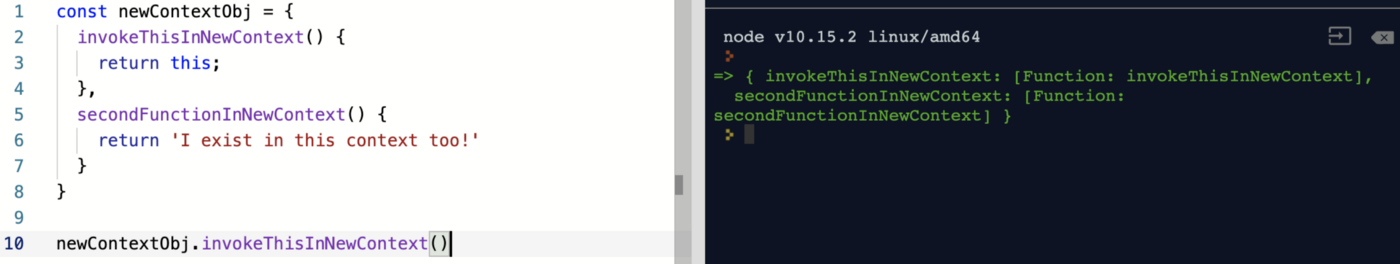 1 const newContextObj = {
2 invokeThisInNewContext() {
3 return this;
4 },
5 secondFunctionInNewContext() {
6 return 'I exist in this context too!'
7 }
8 }
9
10 newContextObj.invokeThisInNewContext()
node v10.15.2 linux/amd64
=> { invokeThisInNewContext: [Function: invokeThisInNewContext],
secondFunctionInNewContext: [Function:
secondFunctionInNewContext] }